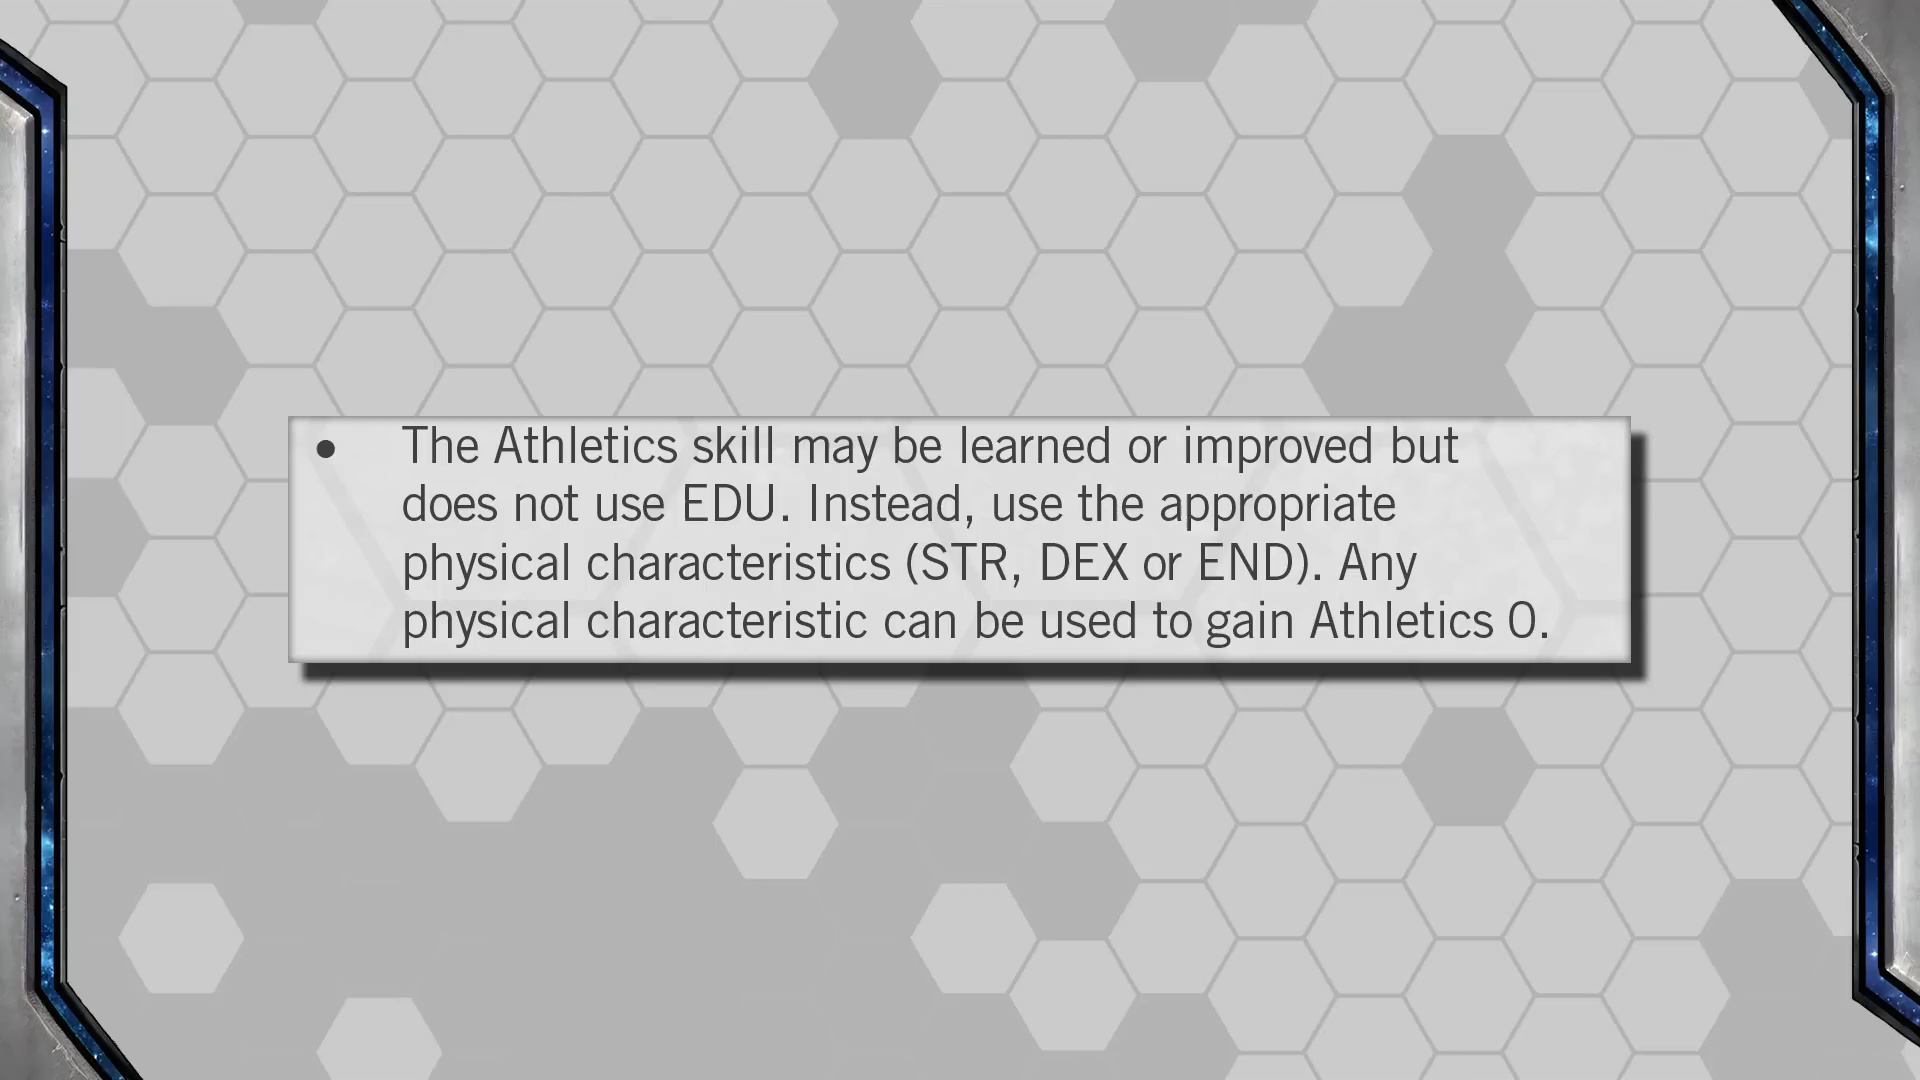 • The Athletics skill may be learned or improved but
does not use EDU. Instead, use the appropriate
physical characteristics (STR, DEX or END). Any
physical characteristic can be used to gain Athletics 0.